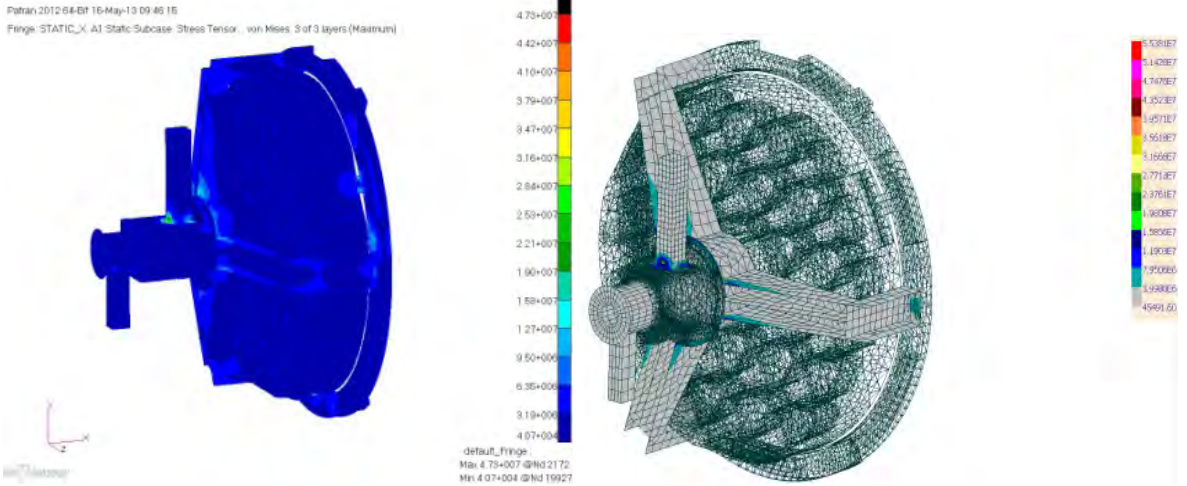 Patran 2012 64-Bit 16-May-13 09:46:15
Fringe: STATIC_X, A1:Static Subcase, Stress Tensor, , von Mises, 3 of 3 layers (Maximum)
4.73+007
4.42+007
4.10+007
3.79+007
3.47+007
3.16+007
2.84+007
2.53+007
2.21+007
1.90+007
1.58+007
1.27+007
9.50+006
6.35+006
3.19+006
4.07+004
default_Fringe :
Max 4.73+007 @Nd 2172
Min 4.07+004 @Nd 19927
Y
X
Z
5.5381E7
5.1428E7
4.7476E7
4.3523E7
3.9571E7
3.5618E7
3.1666E7
2.7713E7
2.3761E7
1.9808E7
1.5856E7
1.1903E7
7.9506E6
3.9980E6
45491.60